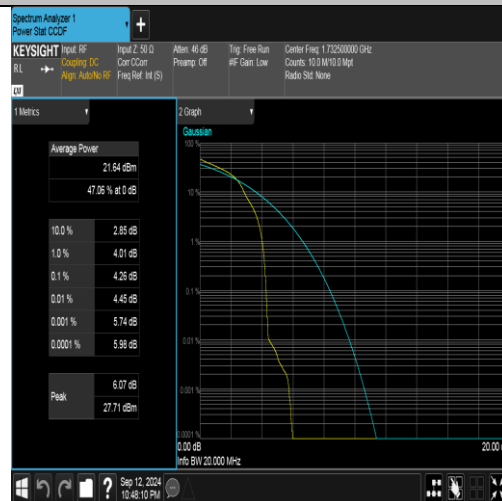 Spectrum Analyzer 1
Power Stat CCDF
+
KEYSIGHT
RL
Input: RF
Coupling: DC
Align: Auto/No RF
Input Z: 50 Ω
Corr CCorr
Freq Ref: Int (S)
Atten: 46 dB
Preamp: Off
Trig: Free Run
#IF Gain: Low
Center Freq: 1.732500000 GHz
Counts: 10.0 M/10.0 Mpt
Radio Std: None
LXI
1 Metrics
Average Power
21.64 dBm
47.06 % at 0 dB
10.0 % 2.85 dB
1.0 % 4.01 dB
0.1 % 4.26 dB
0.01 % 4.45 dB
0.001 % 5.74 dB
0.0001 % 5.98 dB
Peak
6.07 dB
27.71 dBm
2 Graph
Gaussian
100 %
10 %
1 %
0.1 %
0.01 %
0.001 %
0.0001 %
0.00 dB
20.00
Info BW 20.000 MHz
?
Sep 12, 2024
10:48:10 PM